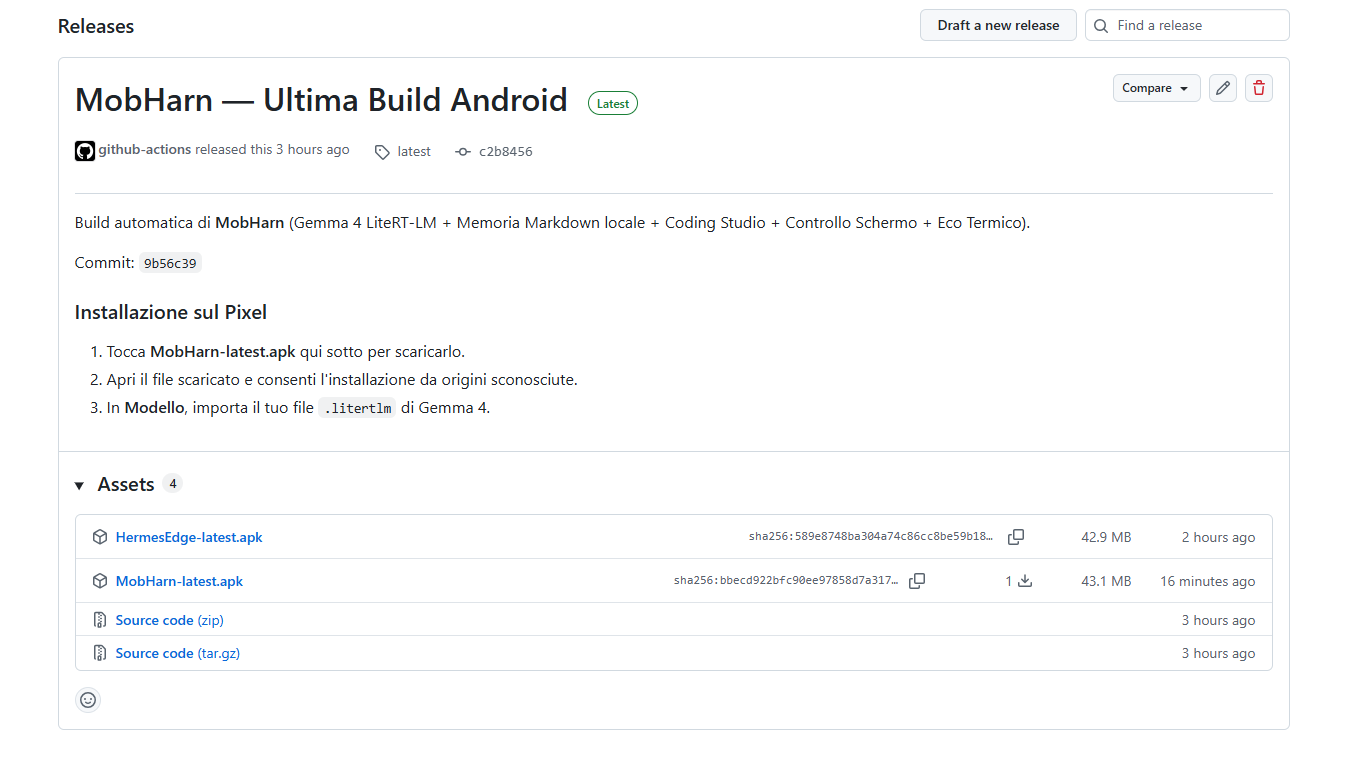 Releases
Draft a new release
Find a release
MobHarn — Ultima Build Android
Latest
Compare
github-actions released this 3 hours ago
latest
c2b8456
Build automatica di MobHarn (Gemma 4 LiteRT-LM + Memoria Markdown locale + Coding Studio + Controllo Schermo + Eco Termico).
Commit: 9b56c39
Installazione sul Pixel
1. Tocca MobHarn-latest.apk qui sotto per scaricarlo.
2. Apri il file scaricato e consenti l'installazione da origini sconosciute.
3. In Modello, importa il tuo file .litertlm di Gemma 4.
Assets 4
HermesEdge-latest.apk sha256:589e8748ba304a74c86cc8be59b18… 42.9 MB 2 hours ago
MobHarn-latest.apk sha256:bbecd922bfc90ee97858d7a317… 1 43.1 MB 16 minutes ago
Source code (zip) 3 hours ago
Source code (tar.gz) 3 hours ago